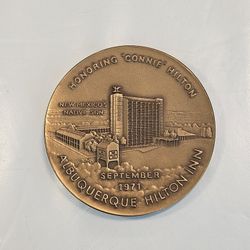 HONORING "CONNIE" HILTON
NEW MEXICO'S
NATIVE SON
SEPTEMBER
1971
ALBUQUERQUE HILTON INN